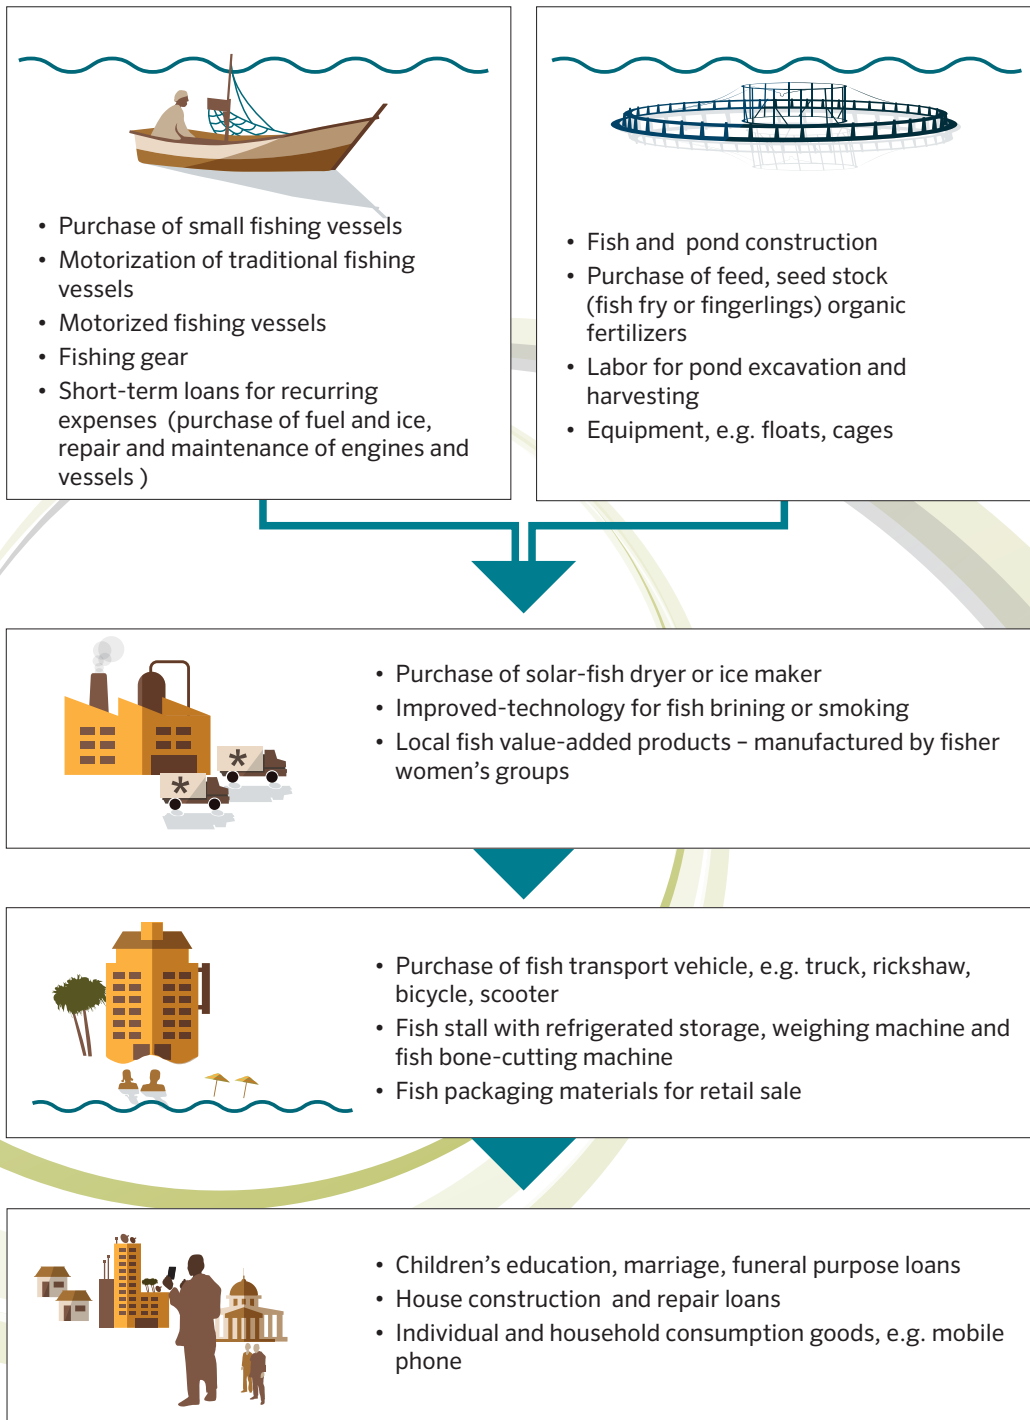 • Purchase of small fishing vessels
• Motorization of traditional fishing
vessels
• Motorized fishing vessels
• Fishing gear
• Short-term loans for recurring
expenses (purchase of fuel and ice,
repair and maintenance of engines and
vessels )
• Fish and pond construction
• Purchase of feed, seed stock
(fish fry or fingerlings) organic
fertilizers
• Labor for pond excavation and
harvesting
• Equipment, e.g. floats, cages
• Purchase of solar-fish dryer or ice maker
• Improved-technology for fish brining or smoking
• Local fish value-added products – manufactured by fisher
women’s groups
• Purchase of fish transport vehicle, e.g. truck, rickshaw,
bicycle, scooter
• Fish stall with refrigerated storage, weighing machine and
fish bone-cutting machine
• Fish packaging materials for retail sale
• Children’s education, marriage, funeral purpose loans
• House construction and repair loans
• Individual and household consumption goods, e.g. mobile
phone